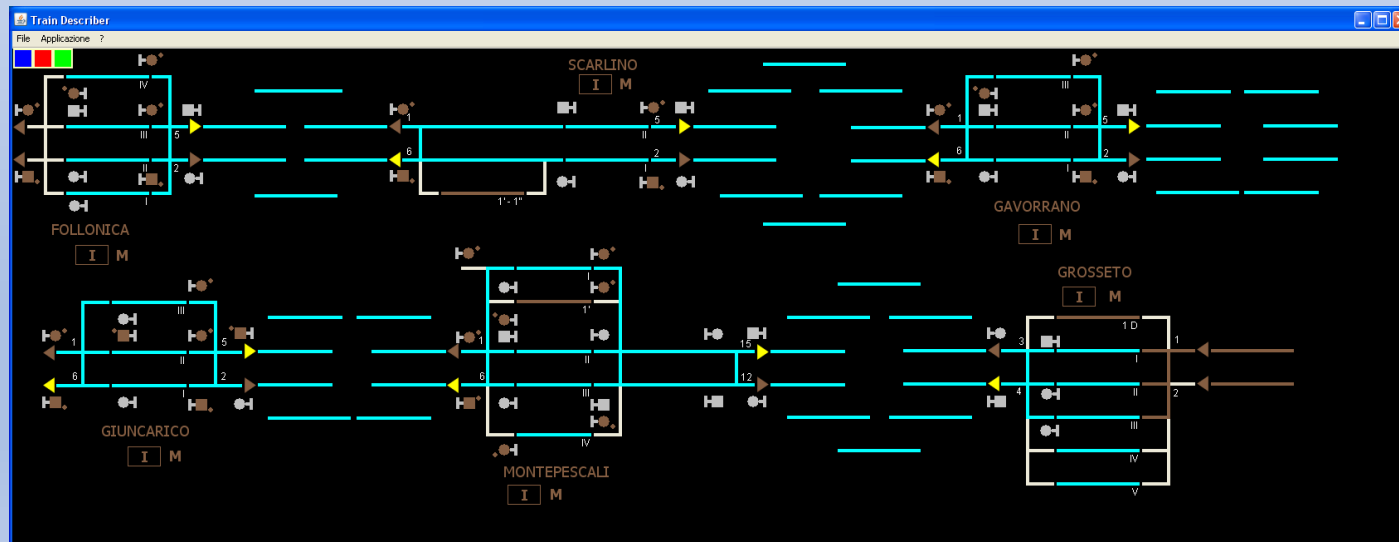 Train Describer
File Applicazione ?
SCARLINO
I M
IV
III
5
II
2
I
FOLLONICA
I M
1
5
6
II
2
I
1'-1"
III
1
5
6
II
2
I
GAVORRANO
I M
III
1
5
II
6
2
I
GIUNCARICO
I M
I
1'
1
II
15
6
12
III
IV
MONTEPESCALI
I M
GROSSETO
I M
1 D
3
1
I
4
II
2
III
IV
V